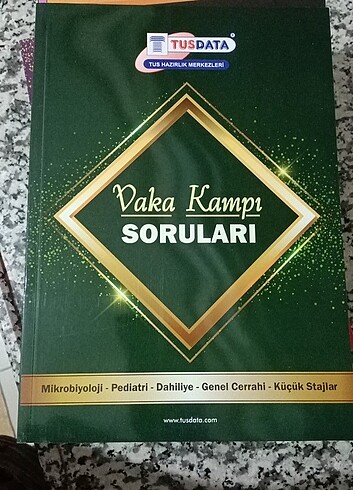 TUSDATA
TUS HAZIRLIK MERKEZLERİ
Vaka Kampı
SORULARI
Mikrobiyoloji - Pediatri - Dahiliye - Genel Cerrahi - Küçük Stajlar
www.tusdata.com